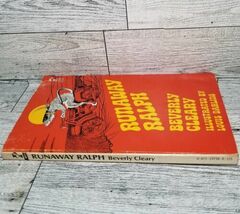 RUNAWAY
RALPH
BEVERLY
CLEARY
ILLUSTRATED BY
LOUIS DARLING
RUNAWAY RALPH Beverly Cleary